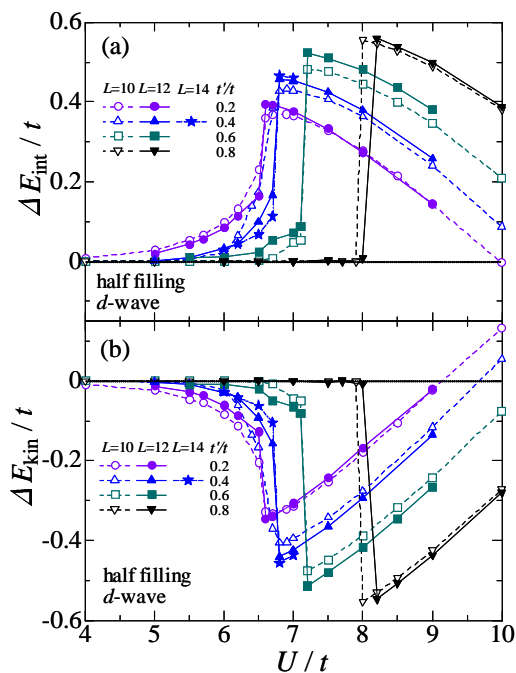 (a)
0.6
0.4
0.2
0
ΔE_int / t
L=10 L=12 L=14 t'/t
0.2
0.4
0.6
0.8
half filling
d-wave
(b)
0
-0.2
-0.4
-0.6
ΔE_kin / t
L=10 L=12 L=14 t'/t
0.2
0.4
0.6
0.8
half filling
d-wave
4 5 6 7 8 9 10
U / t